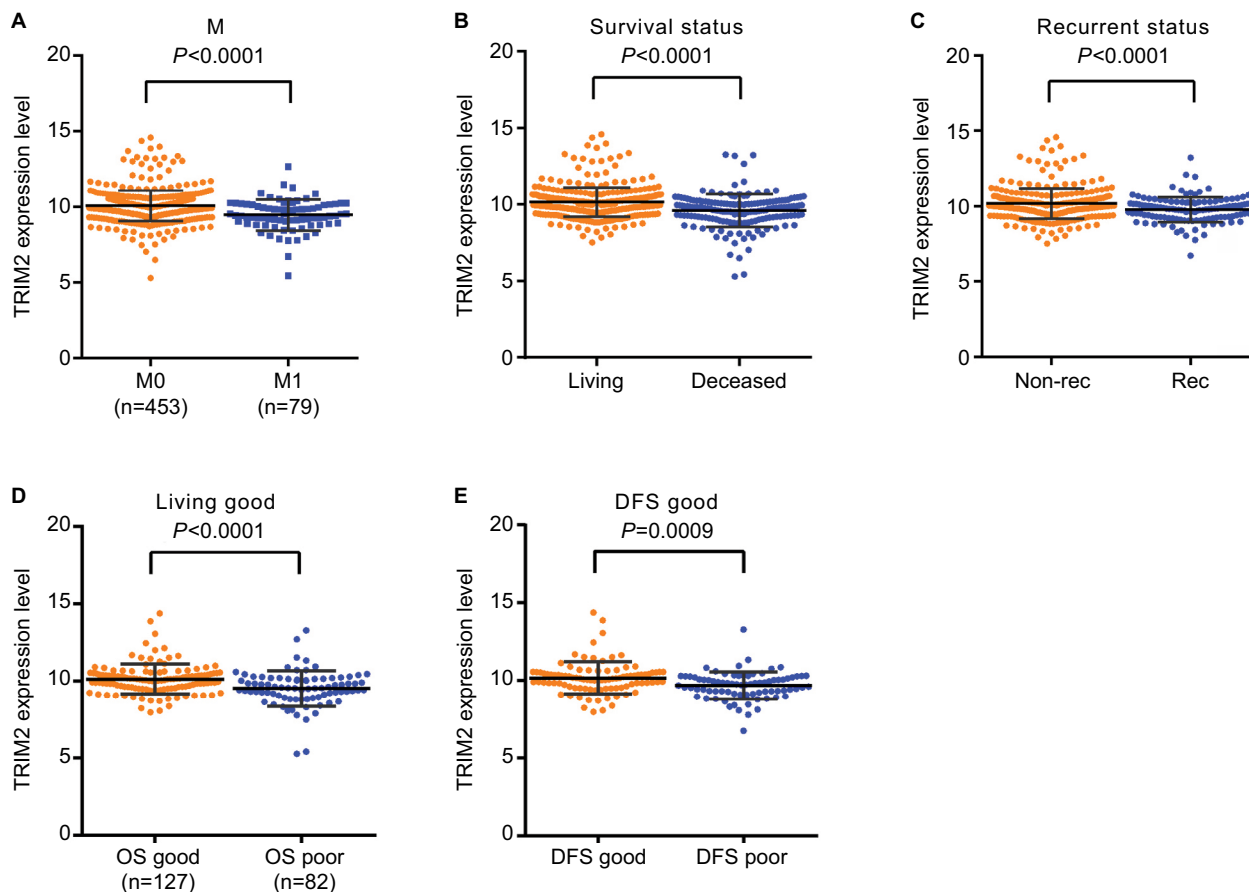 A
M
P<0.0001
TRIM2 expression level
20
15
10
5
0
M0
(n=453)
M1
(n=79)
B
Survival status
P<0.0001
TRIM2 expression level
20
15
10
5
0
Living
Deceased
C
Recurrent status
P<0.0001
TRIM2 expression level
20
15
10
5
0
Non-rec
Rec
D
Living good
P<0.0001
TRIM2 expression level
20
15
10
5
0
OS good
(n=127)
OS poor
(n=82)
E
DFS good
P=0.0009
TRIM2 expression level
20
15
10
5
0
DFS good
DFS poor